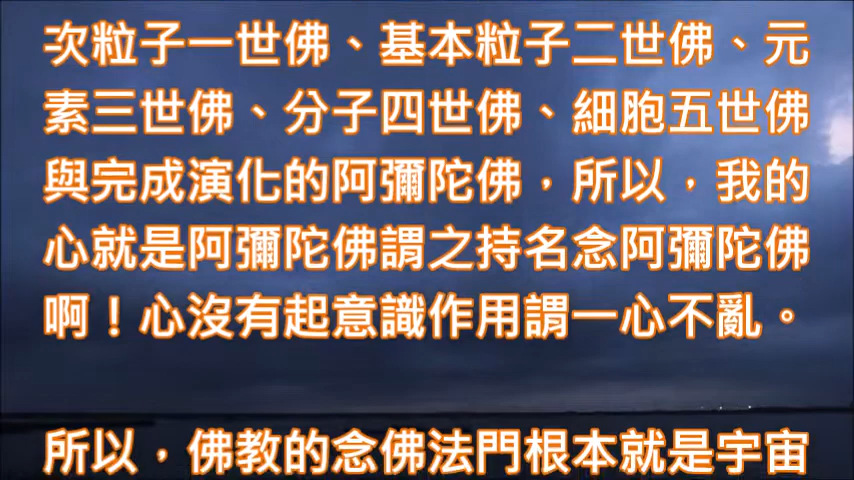 次粒子一世佛、基本粒子二世佛、元
素三世佛、分子四世佛、細胞五世佛
與完成演化的阿彌陀佛，所以，我的
心就是阿彌陀佛謂之持名念阿彌陀佛
啊！心沒有起意識作用謂一心不亂。
所以，佛教的念佛法門根本就是宇宙